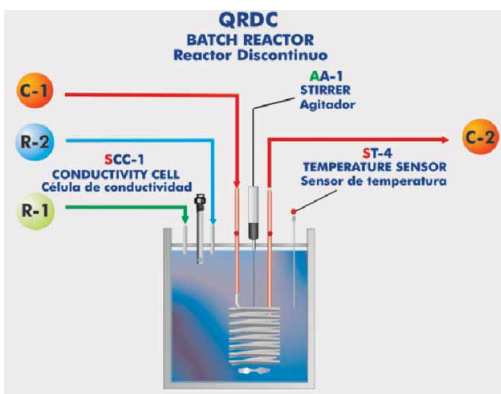 QRDC
BATCH REACTOR
Reactor Discontinuo
AA-1
STIRRER
Agitador
C-1
R-2
C-2
SCC-1
CONDUCTIVITY CELL
Célula de conductividad
ST-4
TEMPERATURE SENSOR
Sensor de temperatura
R-1